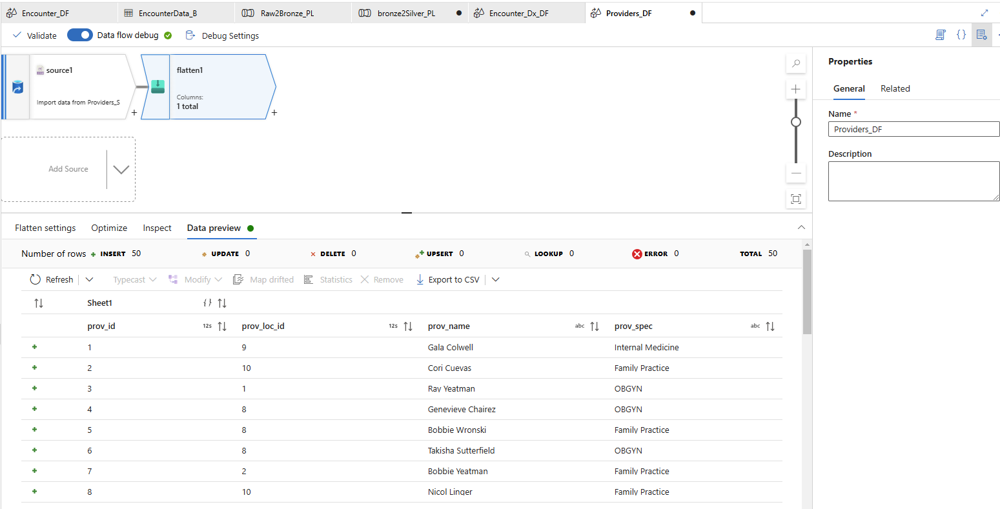 Encounter_DF EncounterData_B Raw2Bronze_PL bronze2Silver_PL Encounter_Dx_DF Providers_DF
Validate Data flow debug Debug Settings
source1
Import data from Providers_S
+
flatten1
Columns:
1 total
+
Add Source
Properties
General Related
Name *
Providers_DF
Description
Flatten settings Optimize Inspect Data preview
Number of rows INSERT 50 UPDATE 0 DELETE 0 UPSERT 0 LOOKUP 0 ERROR 0 TOTAL 50
Refresh Typecast Modify Map drifted Statistics Remove Export to CSV
Sheet1 {}
prov_id 12s prov_loc_id 12s prov_name abc prov_spec abc
1 9 Gala Colwell Internal Medicine
2 10 Cori Cuevas Family Practice
3 1 Ray Yeatman OBGYN
4 8 Genevieve Chairez OBGYN
5 8 Bobbie Wronski Family Practice
6 8 Takisha Sutterfield OBGYN
7 2 Bobbie Yeatman Family Practice
8 10 Nicol Linger Family Practice